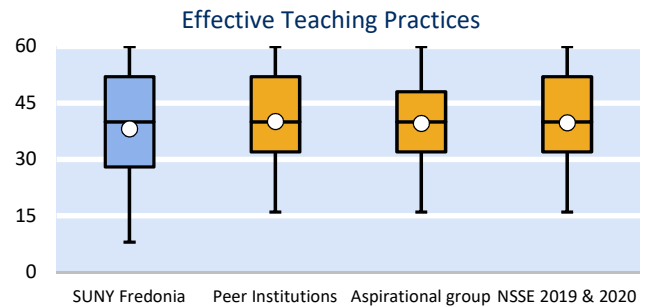 Effective Teaching Practices
60
45
30
15
0
SUNY Fredonia Peer Institutions Aspirational group NSSE 2019 & 2020